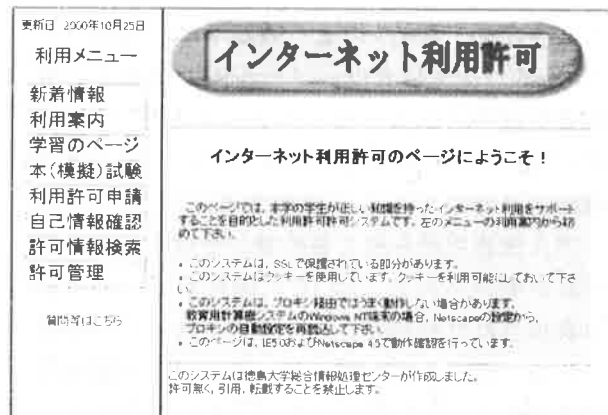 更新日 2000年10月25日
利用メニュー
新着情報
利用案内
学習のページ
本(模擬)試験
利用許可申請
自己情報確認
許可情報検索
許可管理
質問等はこちら
インターネット利用許可
インターネット利用許可のページにようこそ！
このページでは、本学の学生が正しい知識を持ったインターネット利用をサポート
することを目的とした利用許可許可システムです。左のメニューの利用案内から始
めて下さい。
・このシステムは、SSLで保護されている部分があります。
・このシステムはクッキーを使用しています。クッキーを利用可能にしておいて下さ
い。
・このシステムは、プロキシ経由ではうまく動作しない場合があります。
教育用計算機システムのWindows NT端末の場合、Netscapeの設定から、
プロキシの自動設定を再読込して下さい。
・このページは、IE5.0およびNetscape 4.5で動作確認を行っています。
このシステムは徳島大学総合情報処理センターが作成しました。
許可無く、引用、転載することを禁止します。